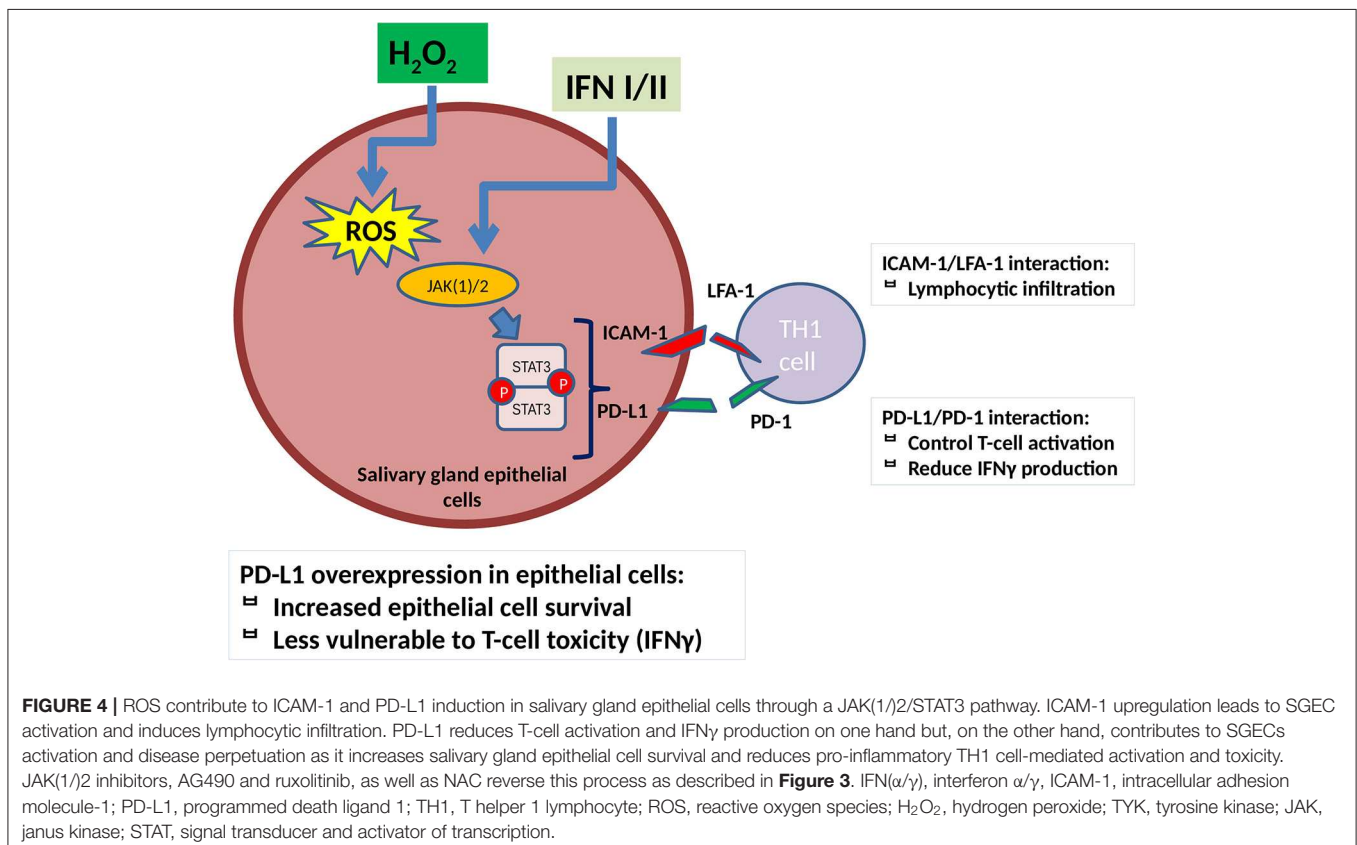 H₂O₂
IFN I/II
ROS
JAK(1)/2
STAT3
P
P
STAT3
ICAM-1
PD-L1
LFA-1
PD-1
TH1
cell
Salivary gland epithelial
cells
ICAM-1/LFA-1 interaction:
Lymphocytic infiltration
PD-L1/PD-1 interaction:
Control T-cell activation
Reduce IFNγ production
PD-L1 overexpression in epithelial cells:
Increased epithelial cell survival
Less vulnerable to T-cell toxicity (IFNγ)
FIGURE 4 | ROS contribute to ICAM-1 and PD-L1 induction in salivary gland epithelial cells through a JAK(1/)2/STAT3 pathway. ICAM-1 upregulation leads to SGEC
activation and induces lymphocytic infiltration. PD-L1 reduces T-cell activation and IFNγ production on one hand but, on the other hand, contributes to SGECs
activation and disease perpetuation as it increases salivary gland epithelial cell survival and reduces pro-inflammatory TH1 cell-mediated activation and toxicity.
JAK(1/)2 inhibitors, AG490 and ruxolitinib, as well as NAC reverse this process as described in Figure 3. IFN(α/γ), interferon α/γ, ICAM-1, intracellular adhesion
molecule-1; PD-L1, programmed death ligand 1; TH1, T helper 1 lymphocyte; ROS, reactive oxygen species; H₂O₂, hydrogen peroxide; TYK, tyrosine kinase; JAK,
janus kinase; STAT, signal transducer and activator of transcription.